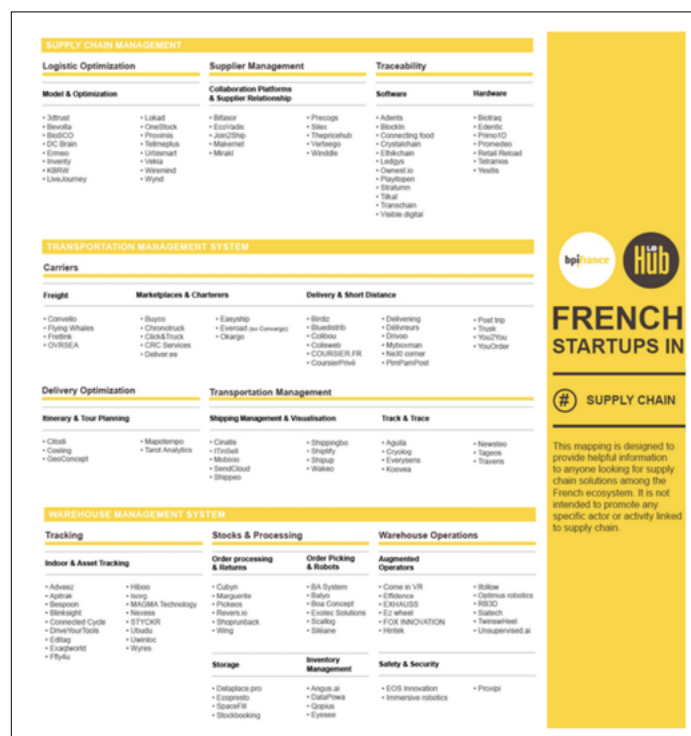 SUPPLY CHAIN MANAGEMENT
Logistic Optimization
Model & Optimization
• 3dtrust
• Bevolta
• BioSCO
• DC Brain
• Ermeo
• Inventy
• KBRW
• LiveJourney
• Lokad
• OneStock
• Proximis
• Tellmeplus
• Urbismart
• Vekia
• Wiremind
• Wynd
Supplier Management
Collaboration Platforms
& Supplier Relationship
• Bifasor
• EcoVadis
• Join2Ship
• Makernet
• Mirakl
• Precogs
• Silex
• Thepricehub
• Verteego
• Winddle
Traceability
Software
• Adents
• BlockIn
• Connecting food
• Crystalchain
• Ethikchain
• Ledgys
• Ownest.io
• Playitopen
• Stratumn
• Tilkal
• Transchain
• Visible.digital
Hardware
• Biotraq
• Edentic
• Primo1D
• Promedeo
• Retail Reload
• Tetramos
• Yesitis
TRANSPORTATION MANAGEMENT SYSTEM
Carriers
Freight
• Convelio
• Flying Whales
• Fretlink
• OVRSEA
Marketplaces & Charterers
• Buyco
• Chronotruck
• Click&Truck
• CRC Services
• Deliver.ee
• Easyship
• Everoad (ex Convargo)
• Okargo
Delivery & Short Distance
• Birdiz
• Bluedistrib
• Colibou
• Colisweb
• COURSIER.FR
• CoursierPrivé
• Delivening
• Délivreurs
• Drivoo
• Myboxman
• NeXt corner
• PimPamPost
• Post trip
• Trusk
• You2You
• YouOrder
Delivery Optimization
Itinerary & Tour Planning
• Citodi
• Cosling
• GeoConcept
• Mapotempo
• Tarot Analytics
Transportation Management
Shipping Management & Visualisation
• Cinatis
• ITinSell
• Mobixio
• SendCloud
• Shippeo
• Shippingbo
• Shiptify
• Shipup
• Wakeo
Track & Trace
• Aguila
• Cryolog
• Everysens
• Koovea
• Newsteo
• Tageos
• Traxens
WAREHOUSE MANAGEMENT SYSTEM
Tracking
Indoor & Asset Tracking
• Adveez
• Apitrak
• Bespoon
• Blinksight
• Connected Cycle
• DriveYourTools
• Editag
• Exaqtworld
• Ffly4u
• Hiboo
• Isorg
• MAGMA Technology
• Nexess
• STYCKR
• Ubudu
• Uwinloc
• Wyres
Stocks & Processing
Order processing
& Returns
• Cubyn
• Marguerite
• Pickeos
• Revers.io
• Shoprunback
• Wing
Order Picking
& Robots
• BA System
• Balyo
• Boa Concept
• Exotec Solutions
• Scallog
• Siléane
Storage
• Delaplace.pro
• Ecopresto
• SpaceFill
• Stockbooking
Inventory
Management
• Angus.ai
• DataPowa
• Qopius
• Eyesee
Warehouse Operations
Augmented
Operators
• Come in VR
• Effidence
• EXHAUSS
• Ez wheel
• FOX INNOVATION
• Hintek
• Ifollow
• Optimus robotics
• RB3D
• Siatech
• TwinswHeel
• Unsupervised.ai
Safety & Security
• EOS Innovation
• Immersive robotics
• Proxipi
bpifrance
LE Hub
FRENCH
STARTUPS IN
# SUPPLY CHAIN
This mapping is designed to
provide helpful information
to anyone looking for supply
chain solutions among the
French ecosystem. It is not
intended to promote any
specific actor or activity linked
to supply chain.